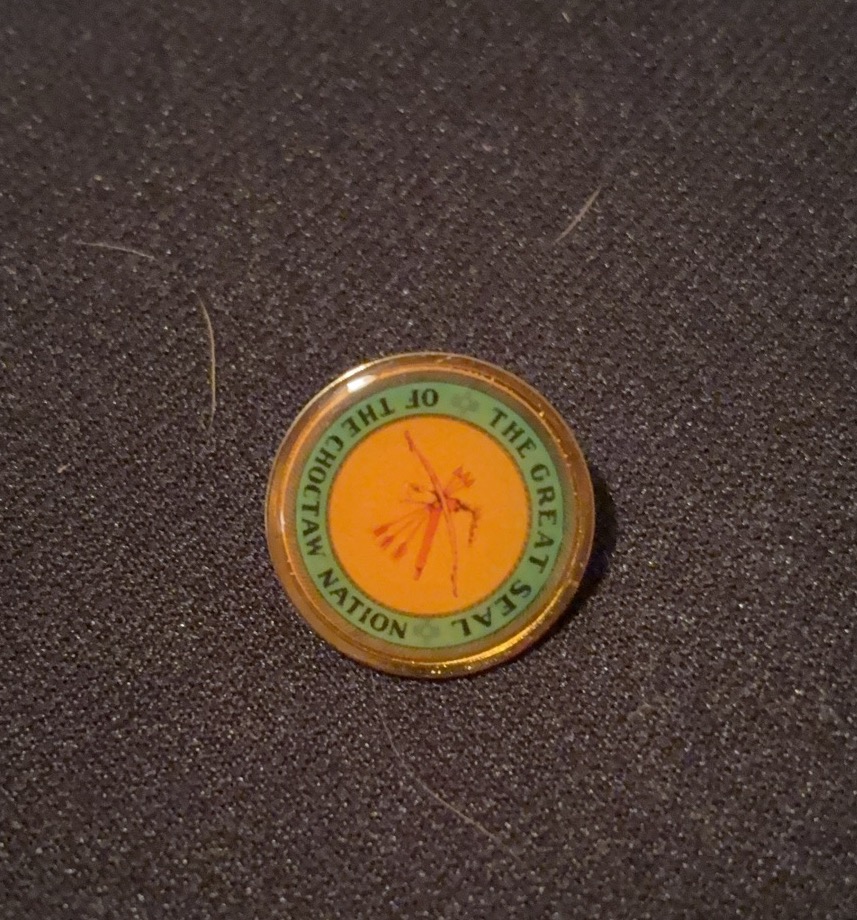 THE GREAT SEAL
OF THE CHOCTAW NATION